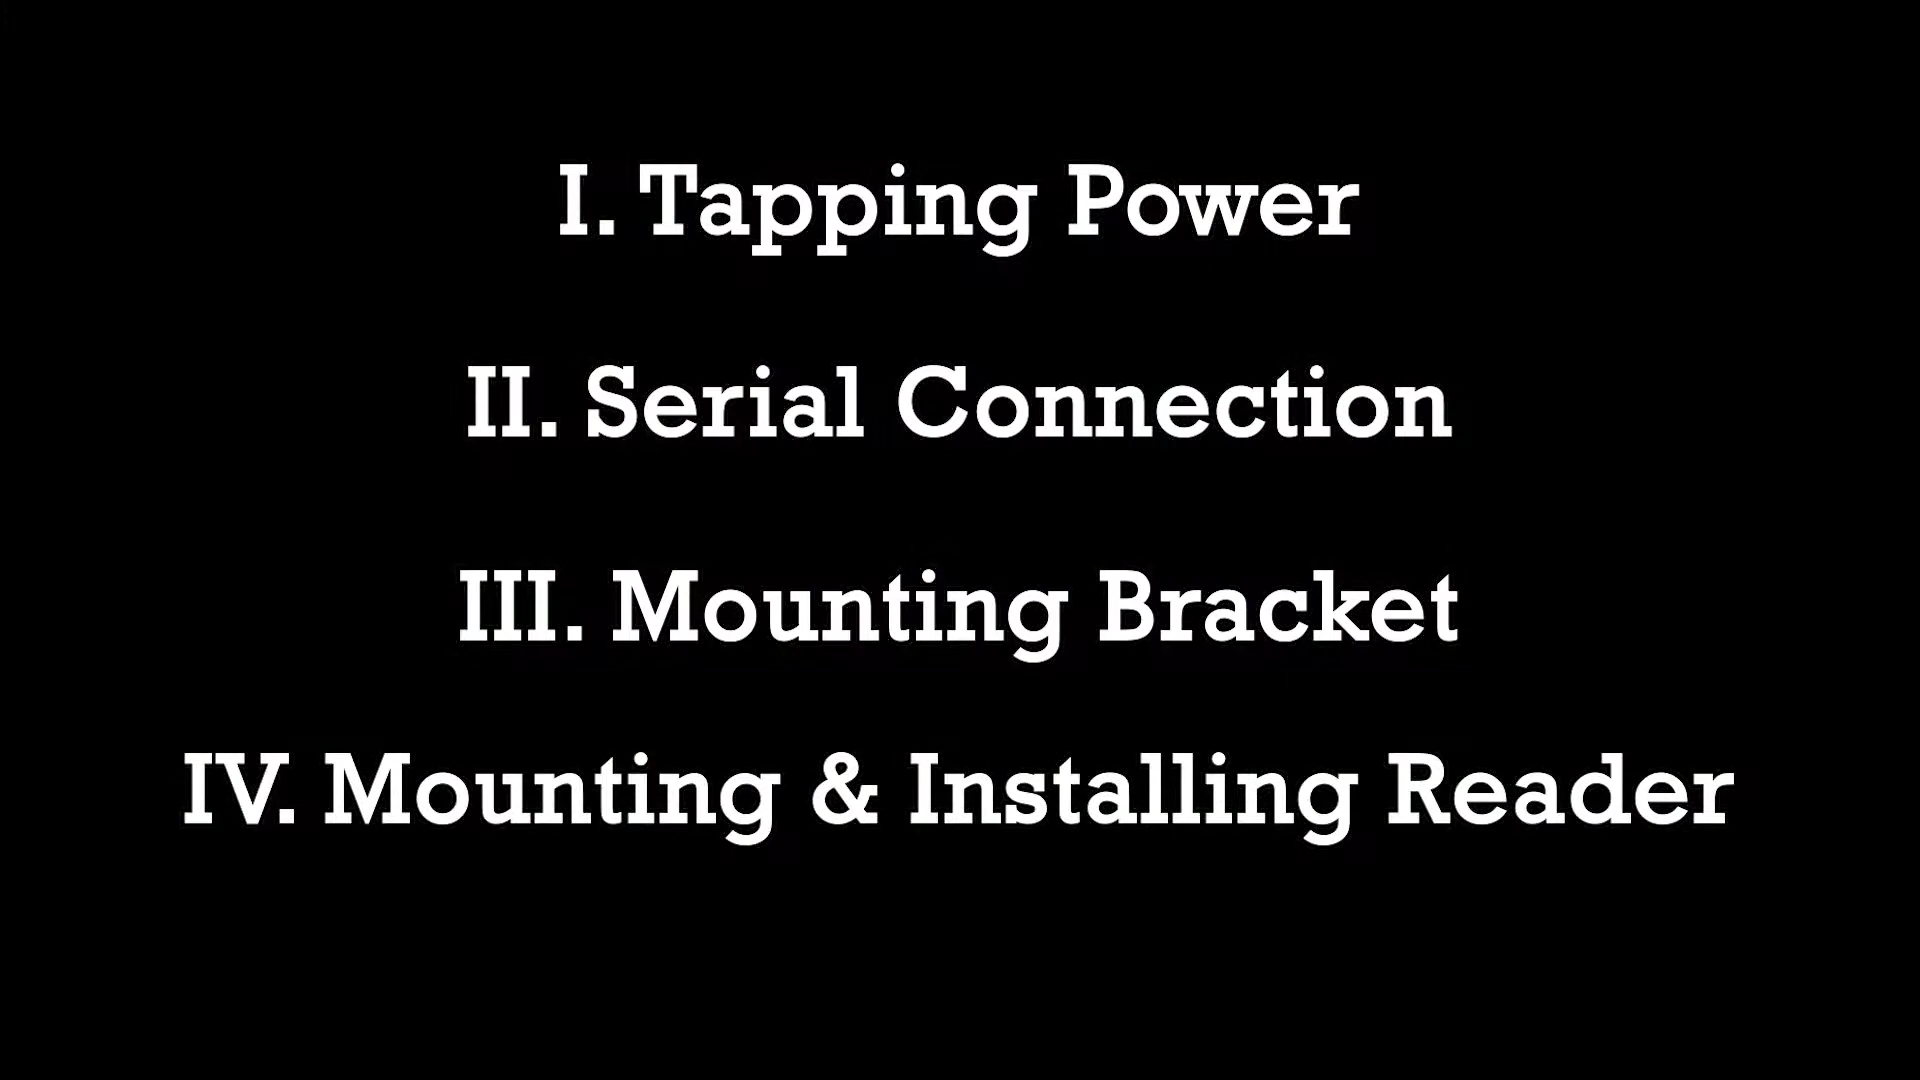 I. Tapping Power
II. Serial Connection
III. Mounting Bracket
IV. Mounting & Installing Reader